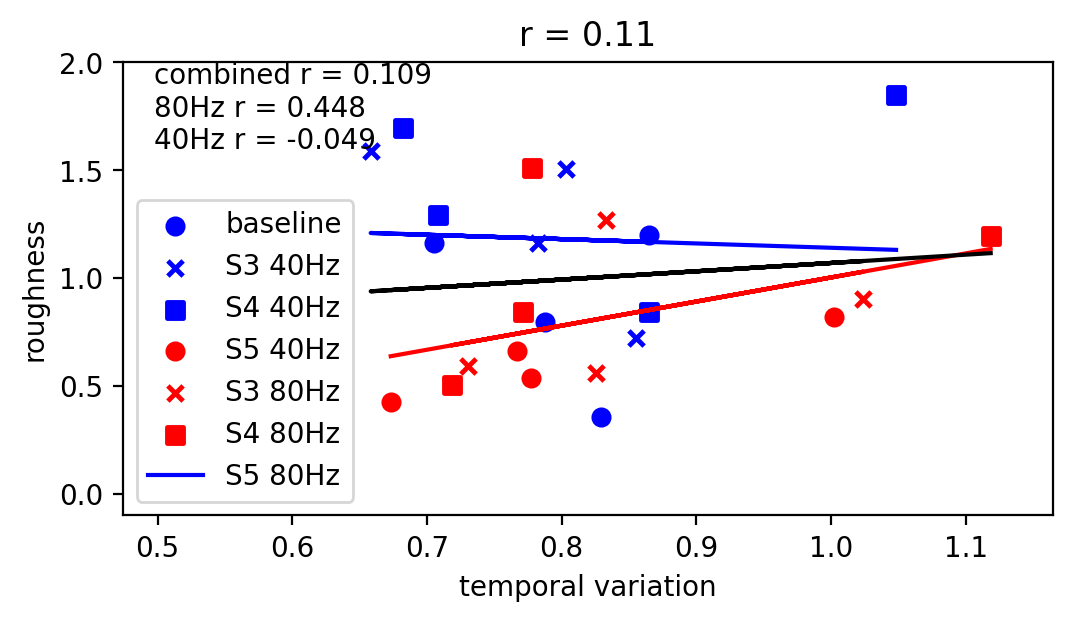 r = 0.11
combined r = 0.109
80Hz r = 0.448
40Hz r = -0.049
baseline
S3 40Hz
S4 40Hz
S5 40Hz
S3 80Hz
S4 80Hz
S5 80Hz
2.0
1.5
1.0
0.5
0.0
roughness
0.5 0.6 0.7 0.8 0.9 1.0 1.1
temporal variation